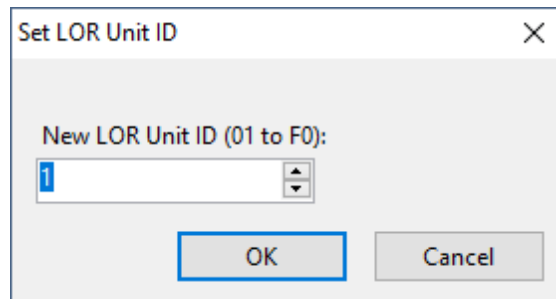 Set LOR Unit ID
New LOR Unit ID (01 to F0):
1
OK Cancel